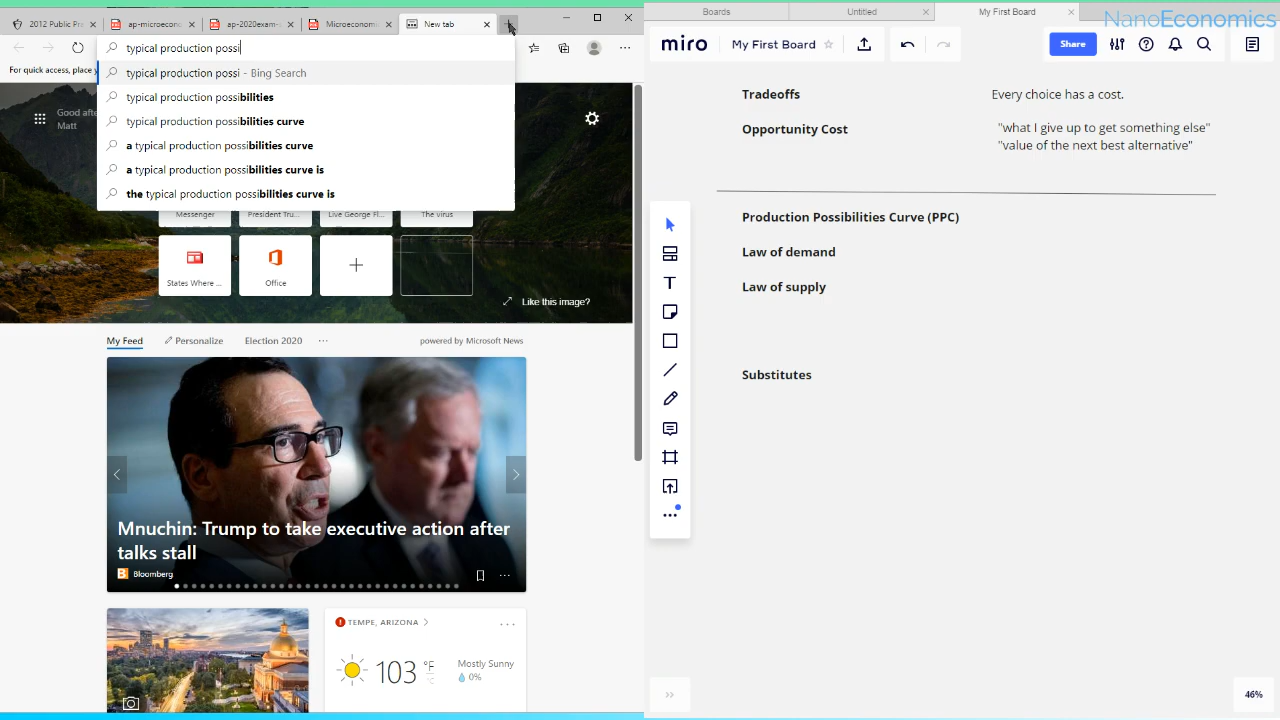 2012 Public Pre
ap-microecono
ap-2020exam-
Microeconom
New tab
typical production possi
For quick access, place y
typical production possi - Bing Search
typical production possibilities
typical production possibilities curve
a typical production possibilities curve
a typical production possibilities curve is
the typical production possibilities curve is
Good afte
Matt
Messenger
President Tru...
Live George Fl...
The virus
States Where ...
Office
Like this image?
My Feed
Personalize
Election 2020
powered by Microsoft News
Mnuchin: Trump to take executive action after
talks stall
Bloomberg
TEMPE, ARIZONA
103 °F
Mostly Sunny
0%
Boards
Untitled
My First Board
NanoEconomics
miro
My First Board
Share
Tradeoffs
Every choice has a cost.
Opportunity Cost
"what I give up to get something else"
"value of the next best alternative"
Production Possibilities Curve (PPC)
Law of demand
Law of supply
Substitutes
46%